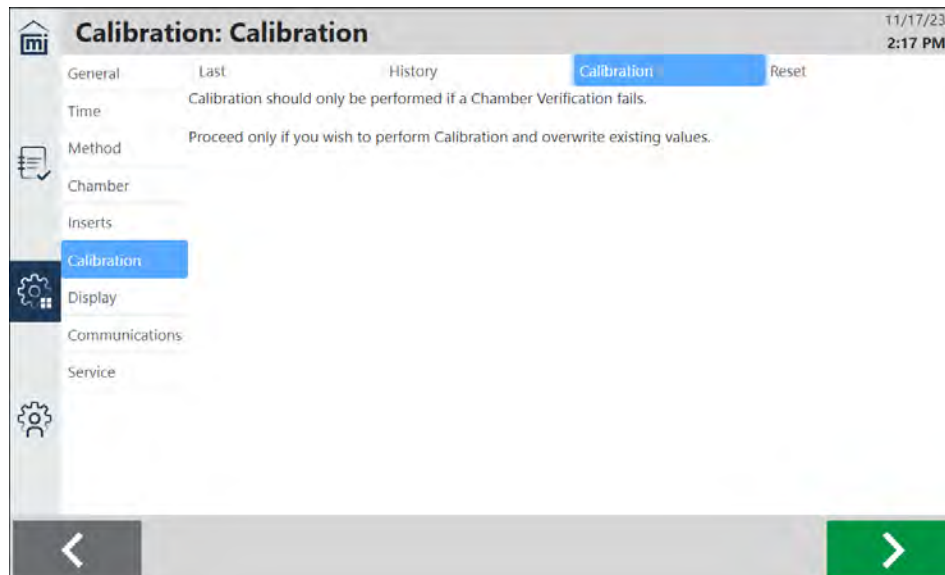 mi
Calibration: Calibration
11/17/23
2:17 PM
General
Time
Method
Chamber
Inserts
Calibration
Display
Communications
Service
Last History Calibration Reset
Calibration should only be performed if a Chamber Verification fails.
Proceed only if you wish to perform Calibration and overwrite existing values.